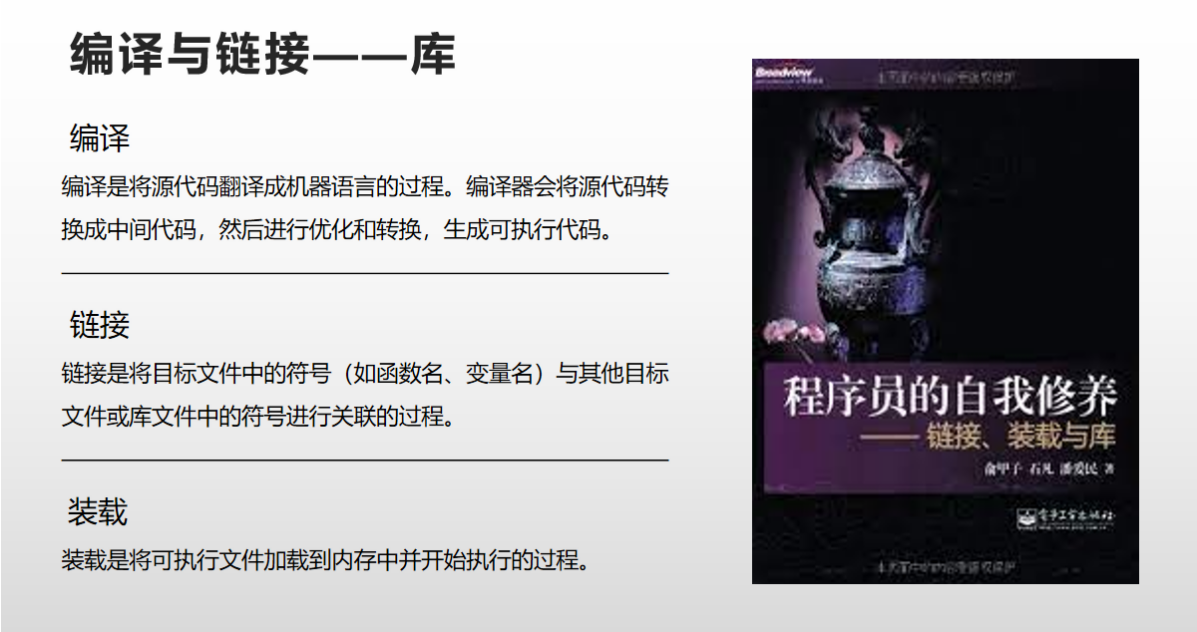 编译与链接——库
编译
编译是将源代码翻译成机器语言的过程。编译器会将源代码转
换成中间代码，然后进行优化和转换，生成可执行代码。
链接
链接是将目标文件中的符号（如函数名、变量名）与其他目标
文件或库文件中的符号进行关联的过程。
装载
装载是将可执行文件加载到内存中并开始执行的过程。
Broadview
程序员的自我修养
—— 链接、装载与库
俞甲子 石凡 潘爱民 著
电子工业出版社